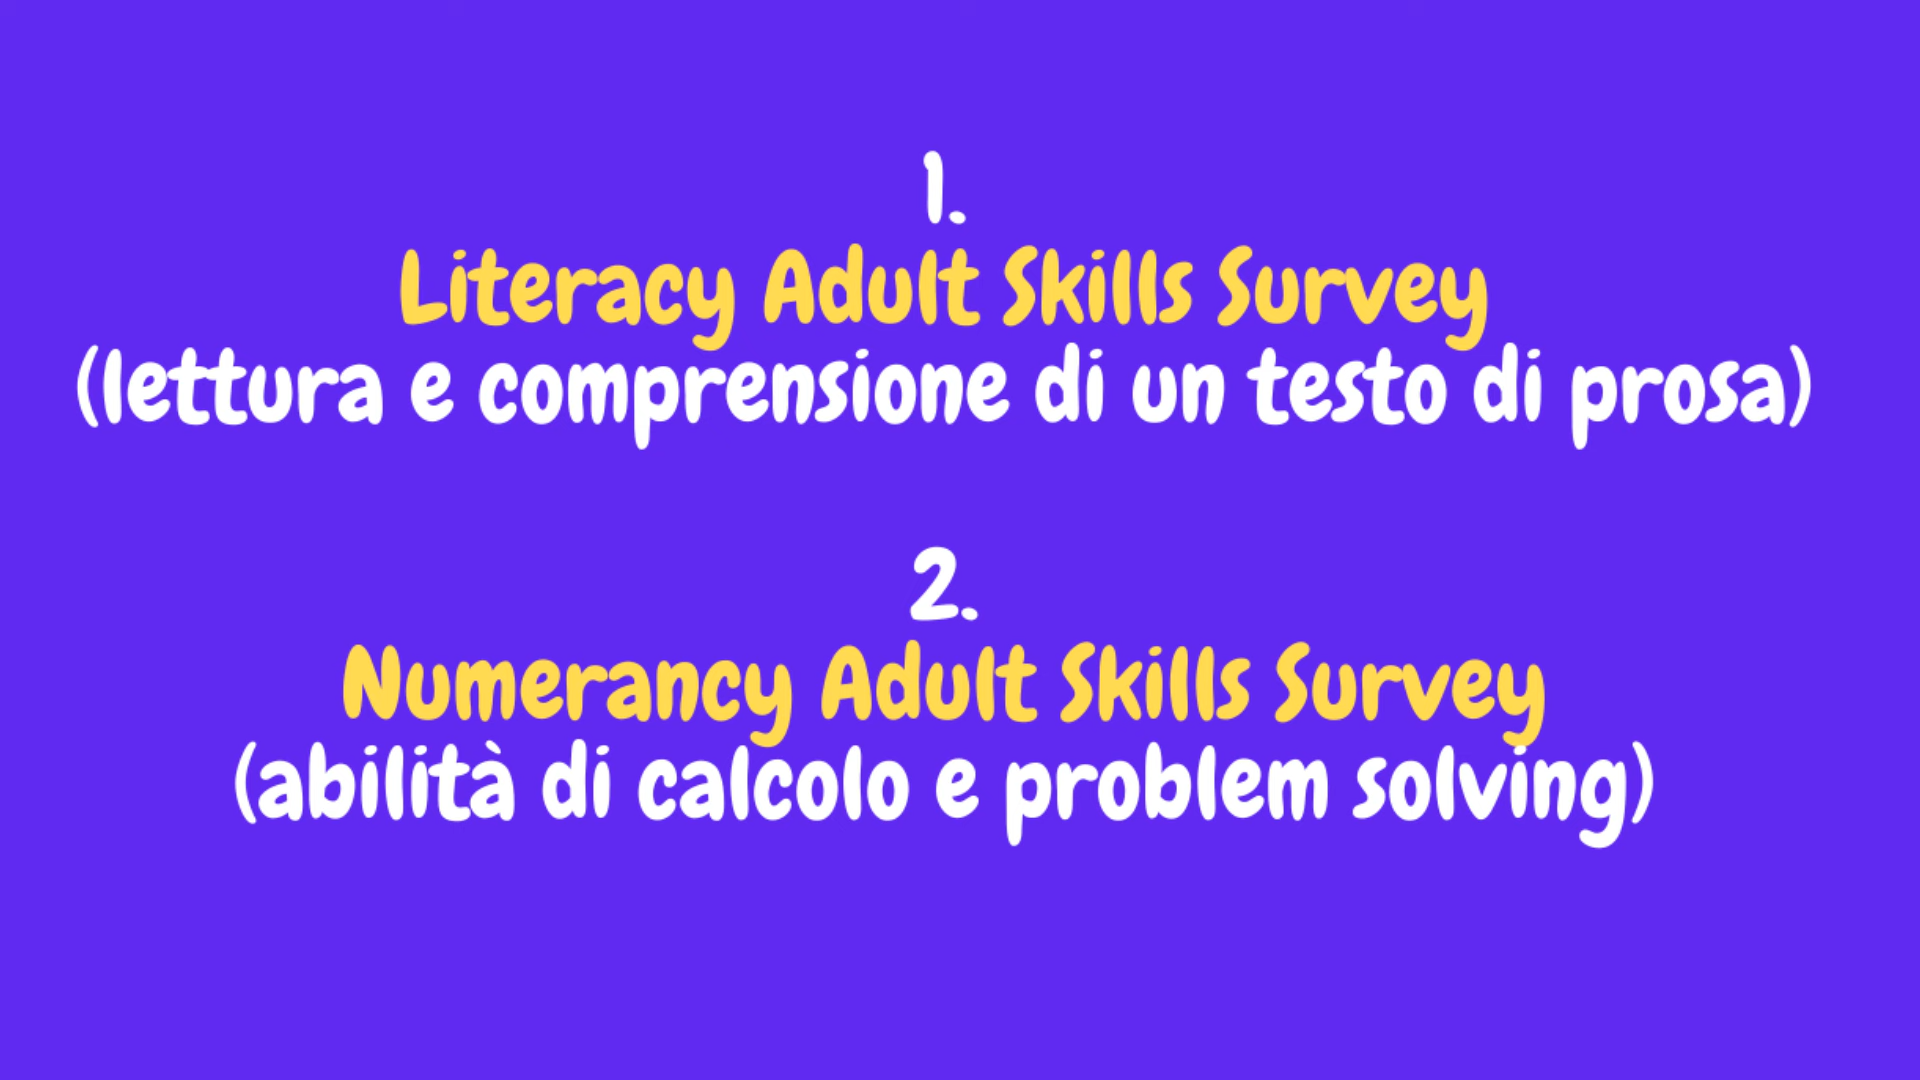 1.
Literacy Adult Skills Survey
(lettura e comprensione di un testo di prosa)
2.
Numerancy Adult Skills Survey
(abilità di calcolo e problem solving)